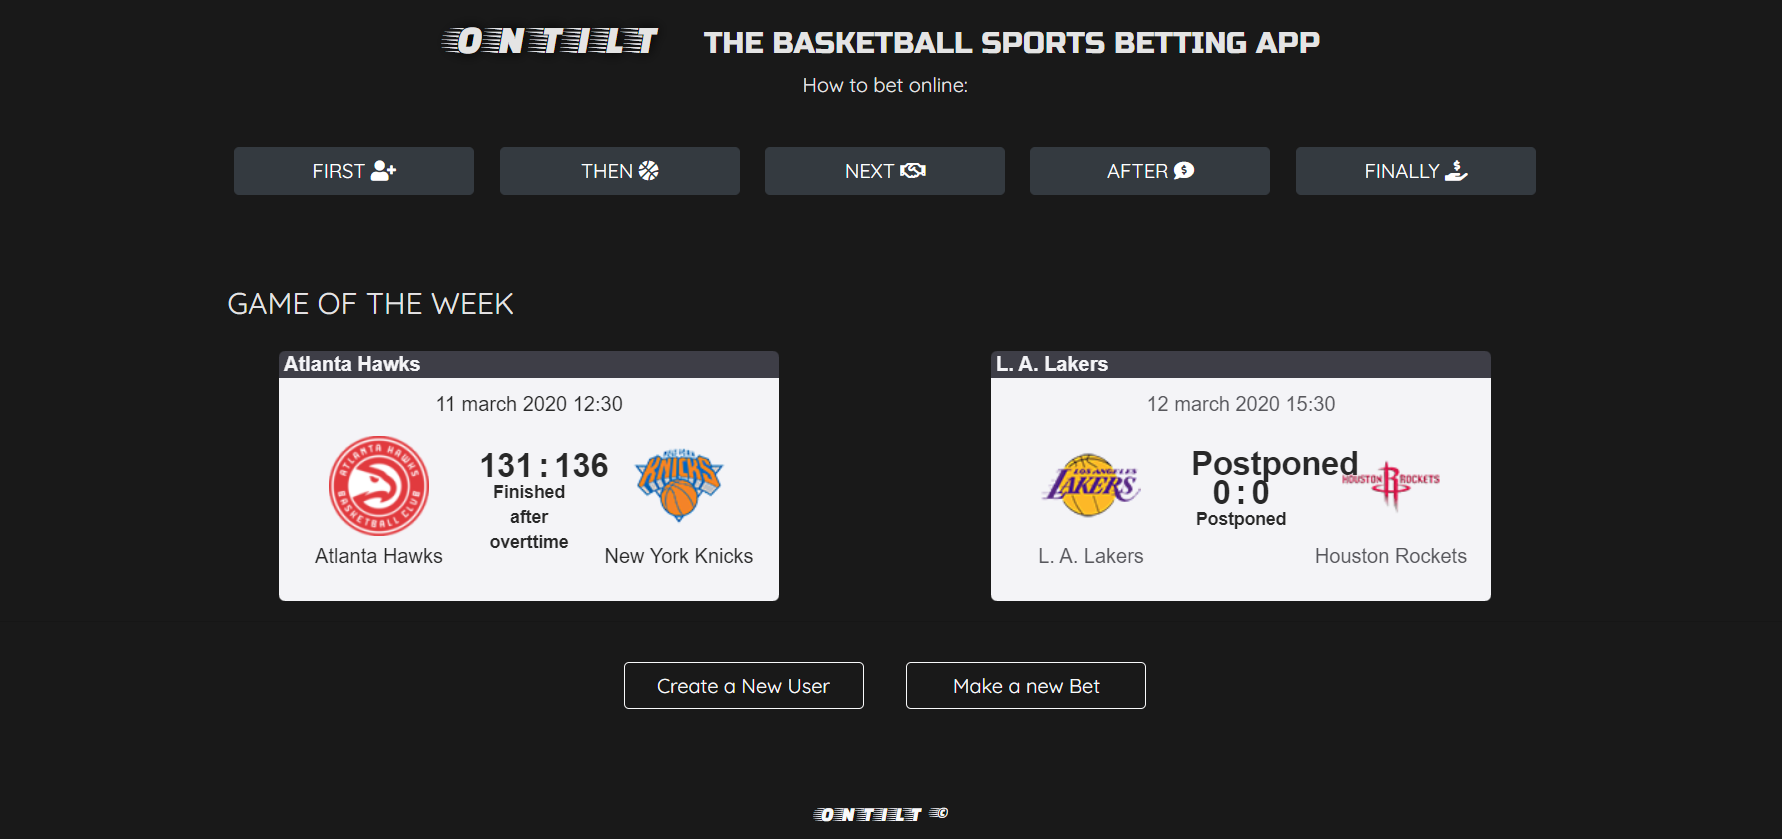 ONTILT THE BASKETBALL SPORTS BETTING APP
How to bet online:
FIRST THEN NEXT AFTER FINALLY
GAME OF THE WEEK
Atlanta Hawks
11 march 2020 12:30
ATLANTA HAWKS BASKETBALL CLUB
131 : 136
Finished
after
overttime
NEW YORK
KNICKS
Atlanta Hawks
New York Knicks
L. A. Lakers
12 march 2020 15:30
LOS ANGELES
LAKERS
Postponed
0 : 0
Postponed
HOUSTON R ROCKETS
L. A. Lakers
Houston Rockets
Create a New User
Make a new Bet
ONTILT ©